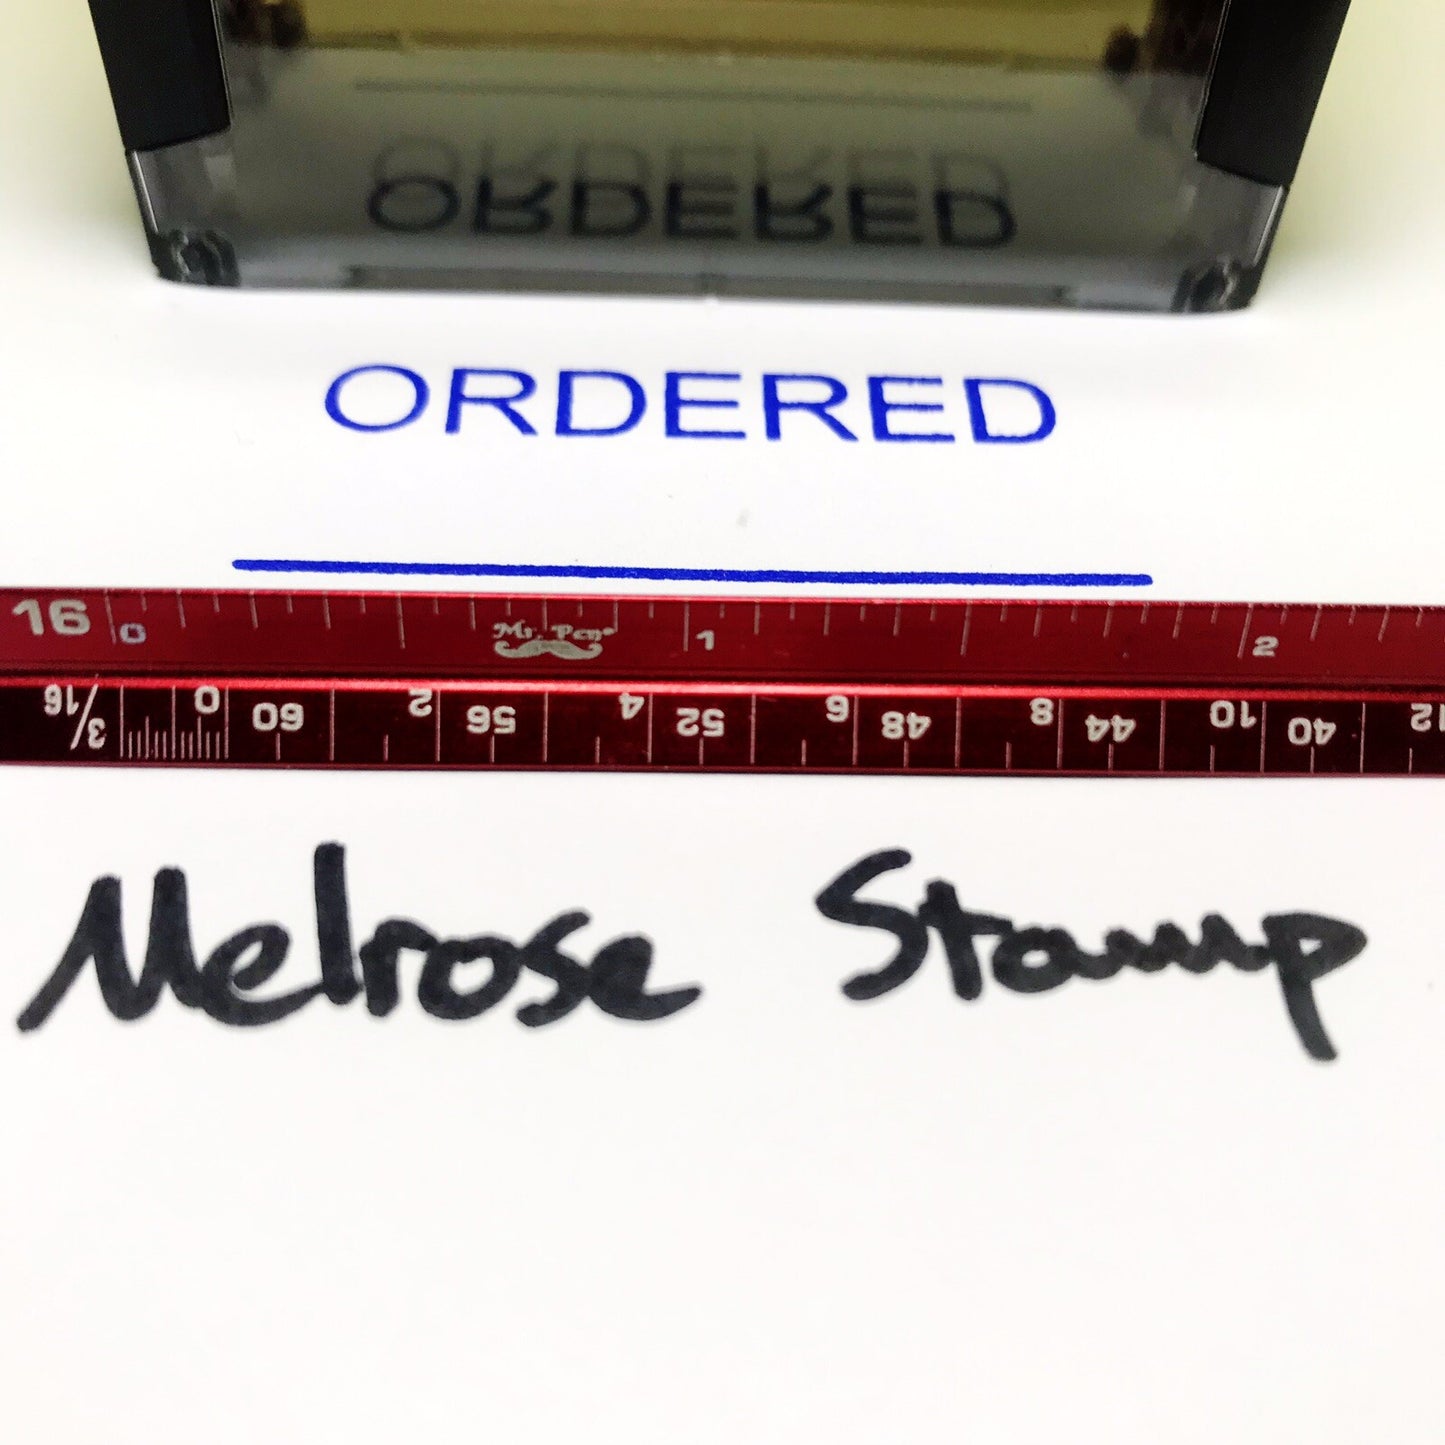 ORDERED
ORDERED
16 0 Mr. Pen® 1 2
3/16 0 60 2 56 4 52 6 48 8 44 10 40 12
Melrose Stamp